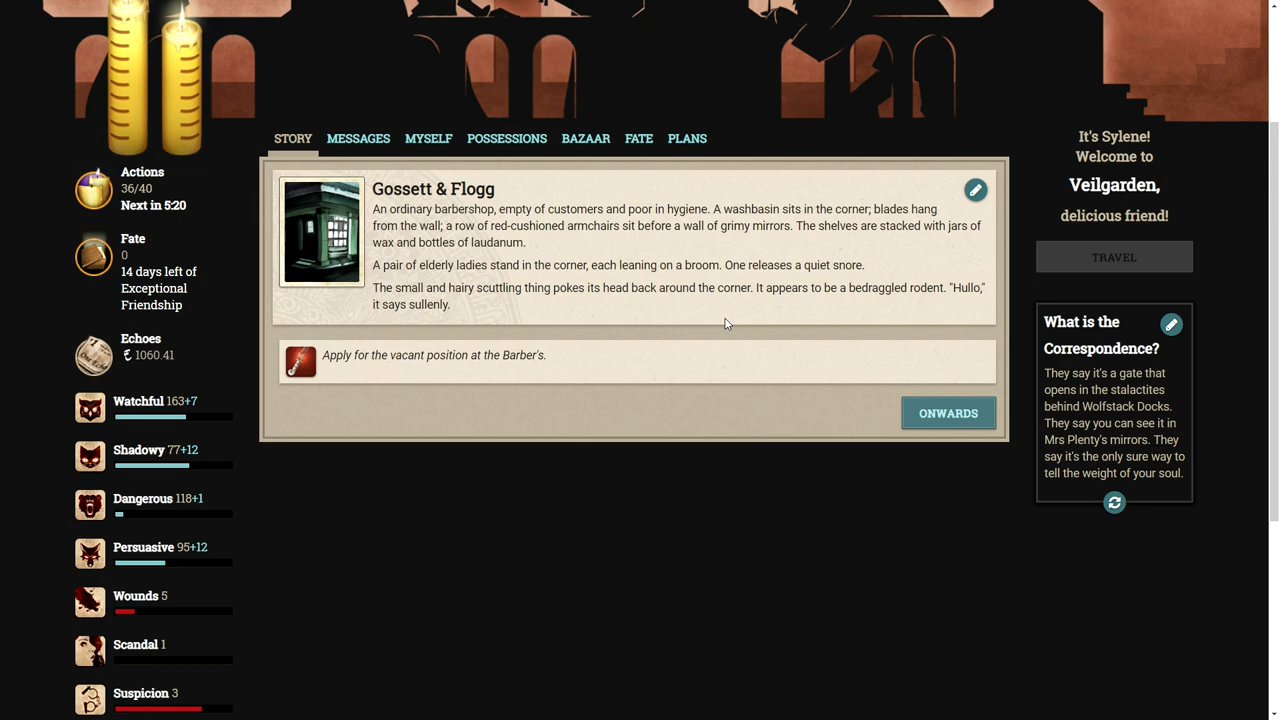 STORY MESSAGES MYSELF POSSESSIONS BAZAAR FATE PLANS
Actions
36/40
Next in 5:20
Fate
0
14 days left of
Exceptional
Friendship
Echoes
1060.41
Watchful 163+7
Shadowy 77+12
Dangerous 118+1
Persuasive 95+12
Wounds 5
Scandal 1
Suspicion 3
Gossett & Flogg
An ordinary barbershop, empty of customers and poor in hygiene. A washbasin sits in the corner; blades hang
from the wall; a row of red-cushioned armchairs sit before a wall of grimy mirrors. The shelves are stacked with jars of
wax and bottles of laudanum.
A pair of elderly ladies stand in the corner, each leaning on a broom. One releases a quiet snore.
The small and hairy scuttling thing pokes its head back around the corner. It appears to be a bedraggled rodent. "Hullo,"
it says sullenly.
Apply for the vacant position at the Barber's.
ONWARDS
It's Sylene!
Welcome to
Veilgarden,
delicious friend!
TRAVEL
What is the
Correspondence?
They say it's a gate that
opens in the stalactites
behind Wolfstack Docks.
They say you can see it in
Mrs Plenty's mirrors. They
say it's the only sure way to
tell the weight of your soul.